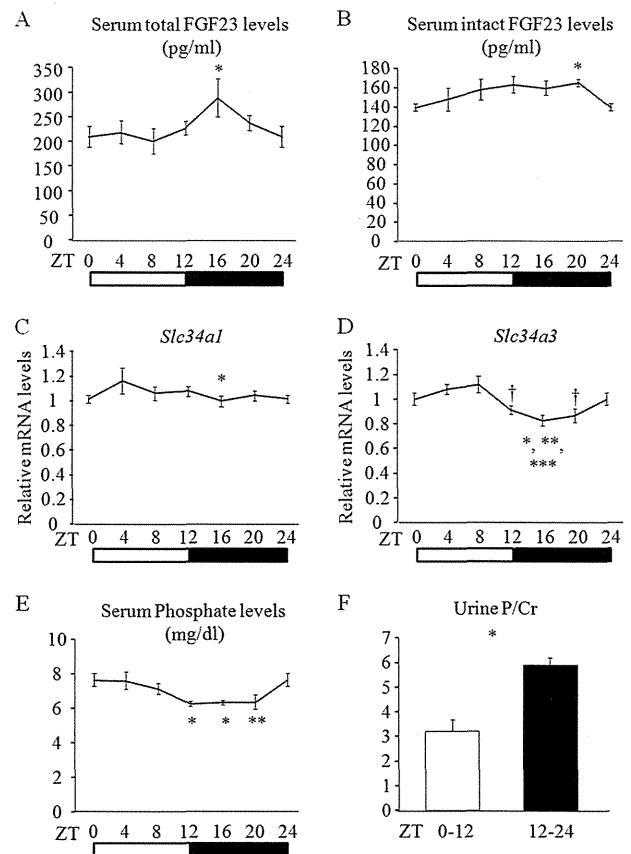 A
Serum total FGF23 levels
(pg/ml)
350
300
250
200
150
100
50
0
*
ZT 0 4 8 12 16 20 24
B
Serum intact FGF23 levels
(pg/ml)
180
160
140
120
100
80
60
40
20
0
*
ZT 0 4 8 12 16 20 24
C
Slc34a1
Relative mRNA levels
1.4
1.2
1
0.8
0.6
0.4
0.2
0
*
ZT 0 4 8 12 16 20 24
D
Slc34a3
Relative mRNA levels
1.4
1.2
1
0.8
0.6
0.4
0.2
0
† †
*, **,
***
ZT 0 4 8 12 16 20 24
E
Serum Phosphate levels
(mg/dl)
10
8
6
4
2
0
* * **
ZT 0 4 8 12 16 20 24
F
Urine P/Cr
7
6
5
4
3
2
1
0
*
ZT 0-12 12-24